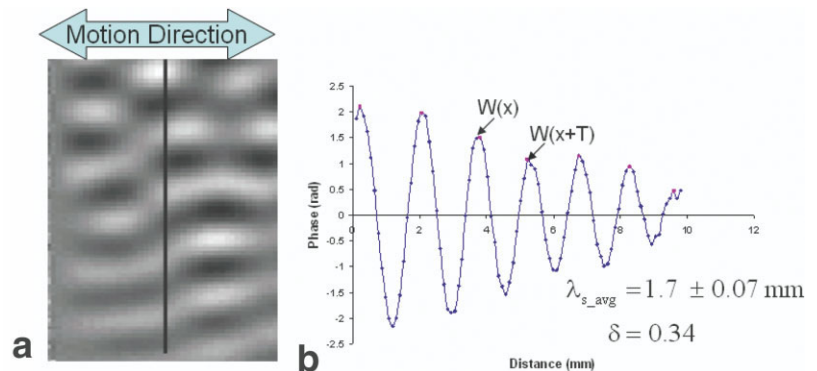 Motion Direction
a
b
2.5
2
1.5
1
0.5
0
-0.5
-1
-1.5
-2
-2.5
0
2
4
6
8
10
12
Phase (rad)
Distance (mm)
W(x)
W(x+T)
λs_avg = 1.7 ± 0.07 mm
δ = 0.34